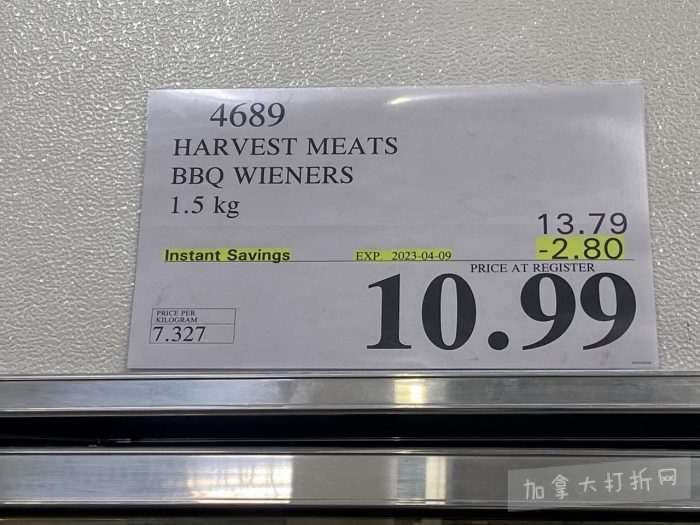 4689
HARVEST MEATS
BBQ WIENERS
1.5 kg
13.79
Instant Savings EXP. 2023-04-09 -2.80
PRICE AT REGISTER
10.99
PRICE PER
KILOGRAM
7.327
加拿大打折网